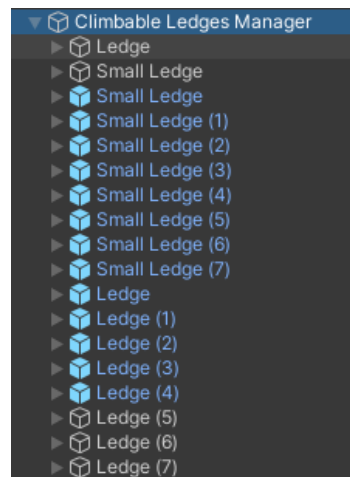 Climbable Ledges Manager
Ledge
Small Ledge
Small Ledge
Small Ledge (1)
Small Ledge (2)
Small Ledge (3)
Small Ledge (4)
Small Ledge (5)
Small Ledge (6)
Small Ledge (7)
Ledge
Ledge (1)
Ledge (2)
Ledge (3)
Ledge (4)
Ledge (5)
Ledge (6)
Ledge (7)